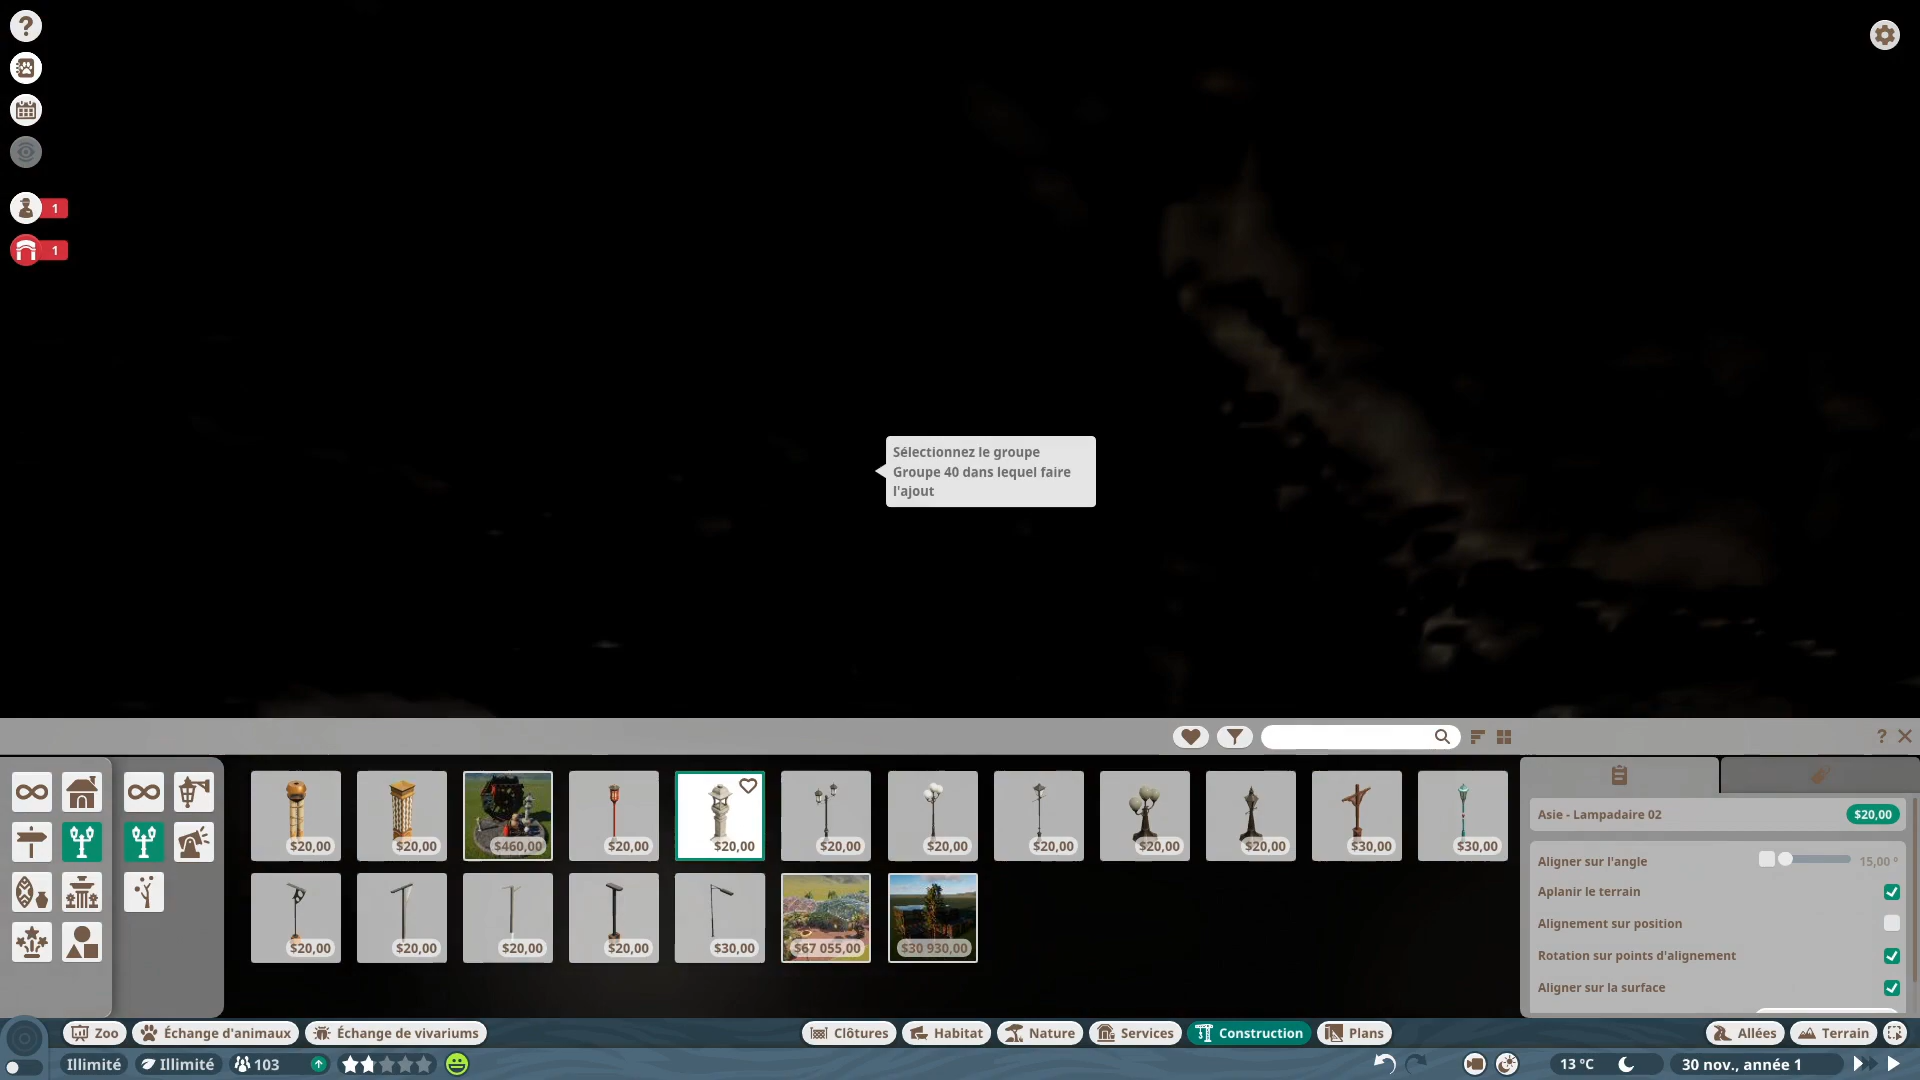 ?
1
1
Sélectionnez le groupe
Groupe 40 dans lequel faire
l'ajout
?
$20,00
$20,00
$460,00
$20,00
$20,00
$20,00
$20,00
$20,00
$20,00
$20,00
$30,00
$30,00
$20,00
$20,00
$20,00
$20,00
$30,00
$67 055,00
$30 930,00
Asie - Lampadaire 02
$20,00
Aligner sur l'angle
15,00 °
Aplanir le terrain
Alignement sur position
Rotation sur points d'alignement
Aligner sur la surface
Zoo
Échange d'animaux
Échange de vivariums
Clôtures
Habitat
Nature
Services
Construction
Plans
Allées
Terrain
Illimité
Illimité
103
13 °C
30 nov., année 1